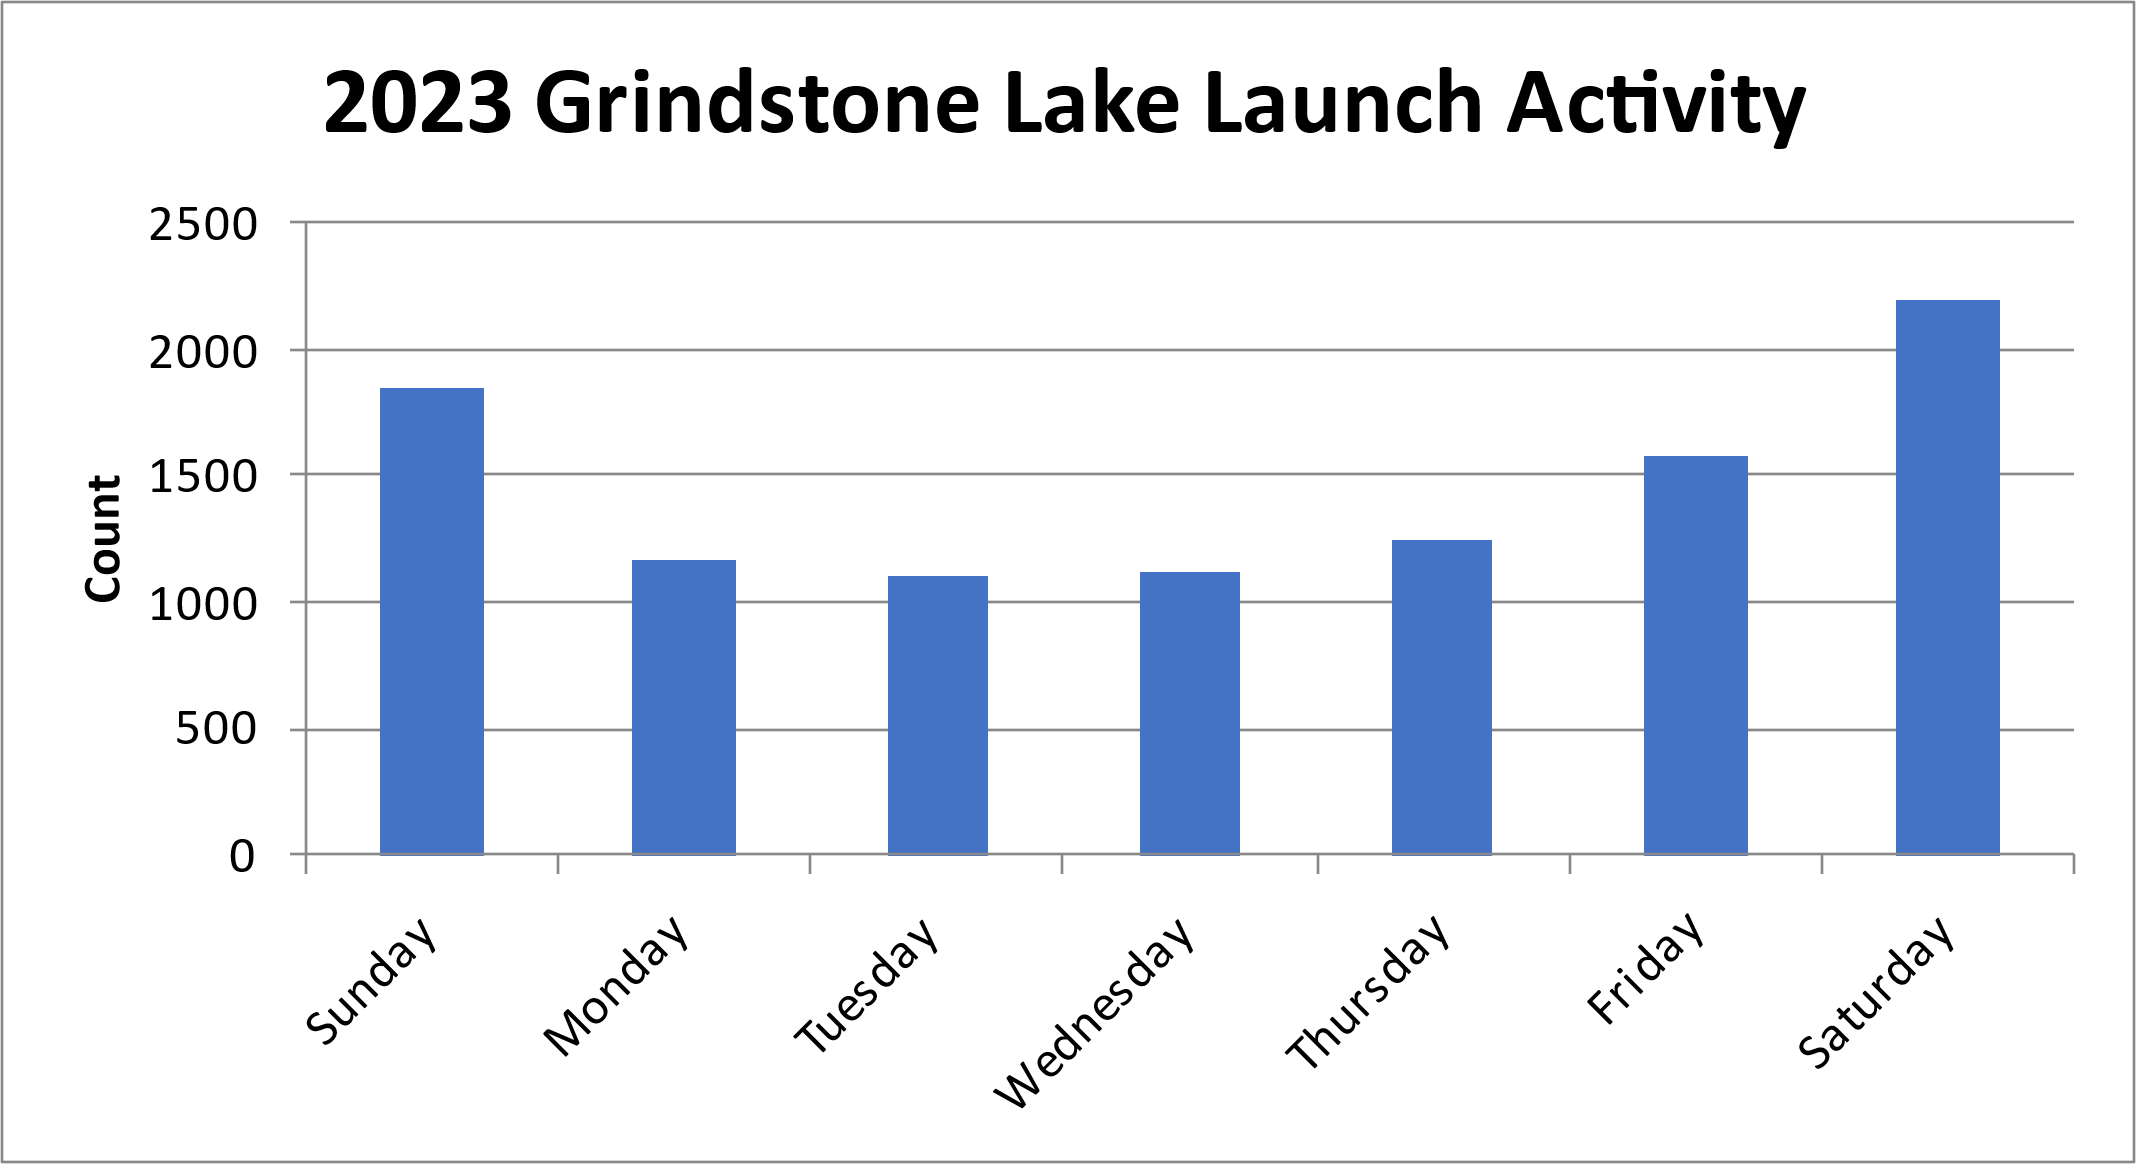 2023 Grindstone Lake Launch Activity
2500
2000
1500
1000
500
0
Count
Sunday
Monday
Tuesday
Wednesday
Thursday
Friday
Saturday